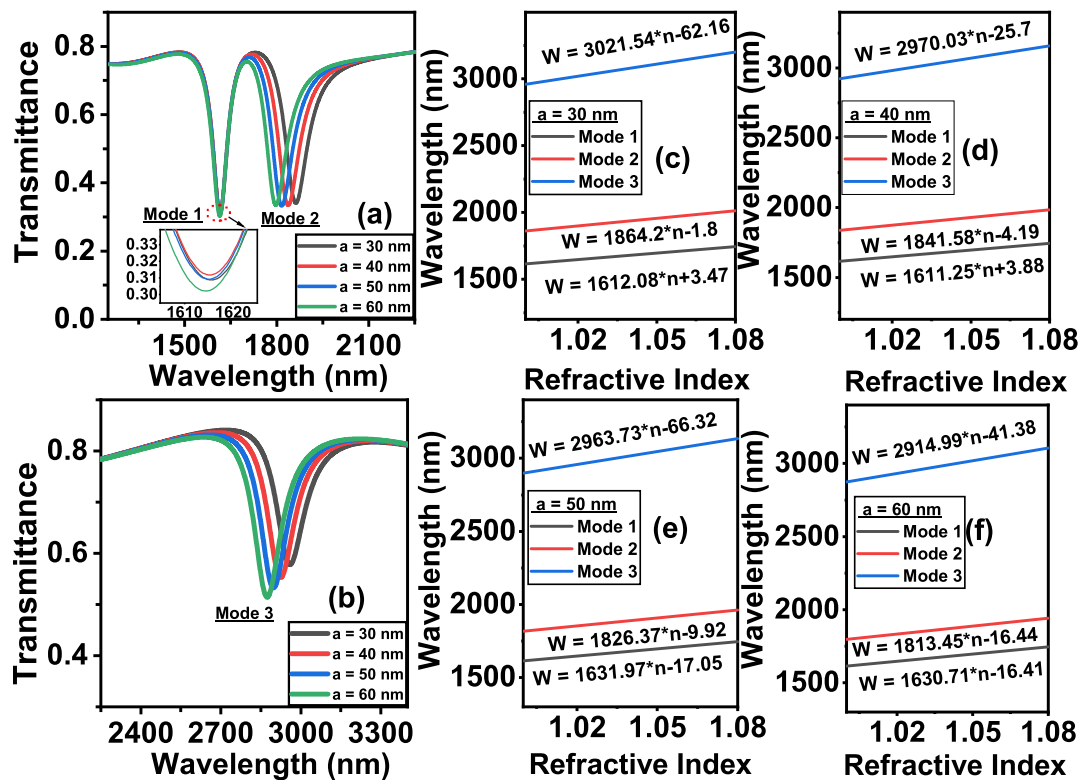 Transmittance
0.8
0.6
0.4
0.2
0.0
Mode 1
Mode 2
(a)
0.33
0.32
0.31
0.30
1610 1620
a = 30 nm
a = 40 nm
a = 50 nm
a = 60 nm
1500 1800 2100
Wavelength (nm)
Wavelength (nm)
3000
2500
2000
1500
W = 3021.54*n-62.16
a = 30 nm
Mode 1
Mode 2
Mode 3
(c)
W = 1864.2*n-1.8
W = 1612.08*n+3.47
1.02 1.05 1.08
Refractive Index
Wavelength (nm)
3000
2500
2000
1500
W = 2970.03*n-25.7
a = 40 nm
Mode 1
Mode 2
Mode 3
(d)
W = 1841.58*n-4.19
W = 1611.25*n+3.88
1.02 1.05 1.08
Refractive Index
Transmittance
0.8
0.6
0.4
Mode 3
(b)
a = 30 nm
a = 40 nm
a = 50 nm
a = 60 nm
2400 2700 3000 3300
Wavelength (nm)
Wavelength (nm)
3000
2500
2000
1500
W = 2963.73*n-66.32
a = 50 nm
Mode 1
Mode 2
Mode 3
(e)
W = 1826.37*n-9.92
W = 1631.97*n-17.05
1.02 1.05 1.08
Refractive Index
Wavelength (nm)
3000
2500
2000
1500
W = 2914.99*n-41.38
a = 60 nm
Mode 1
Mode 2
Mode 3
(f)
W = 1813.45*n-16.44
W = 1630.71*n-16.41
1.02 1.05 1.08
Refractive Index